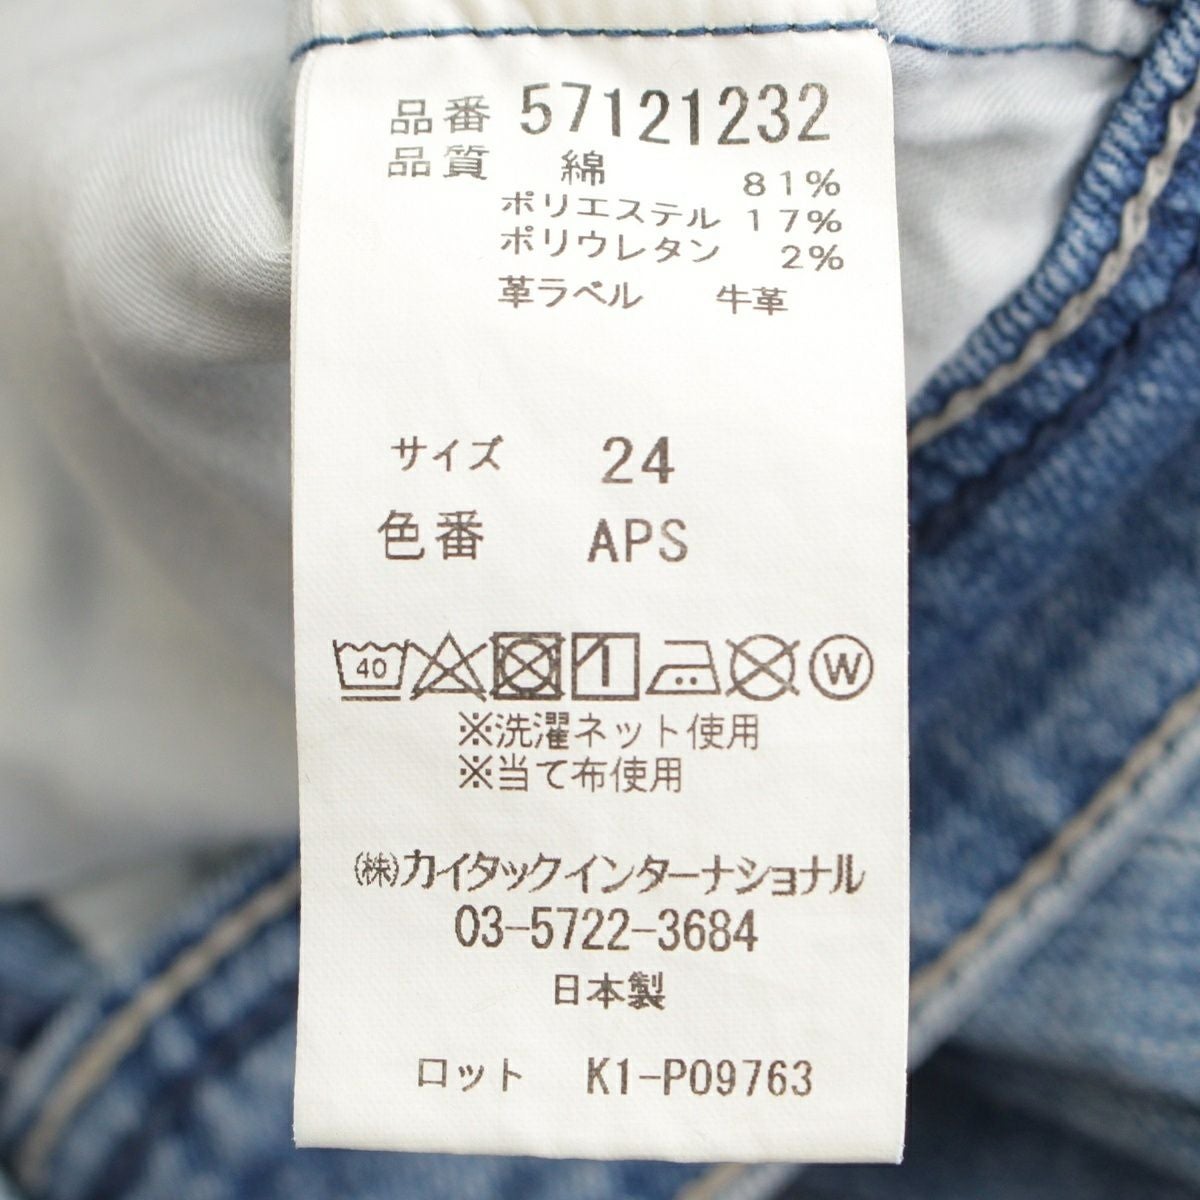 品番 57121232
品質 綿 81%
ポリエステル 17%
ポリウレタン 2%
革ラベル 牛革
サイズ 24
色番 APS
40 W
※洗濯ネット使用
※当て布使用
㈱カイタックインターナショナル
03-5722-3684
日本製
ロット K1-P09763